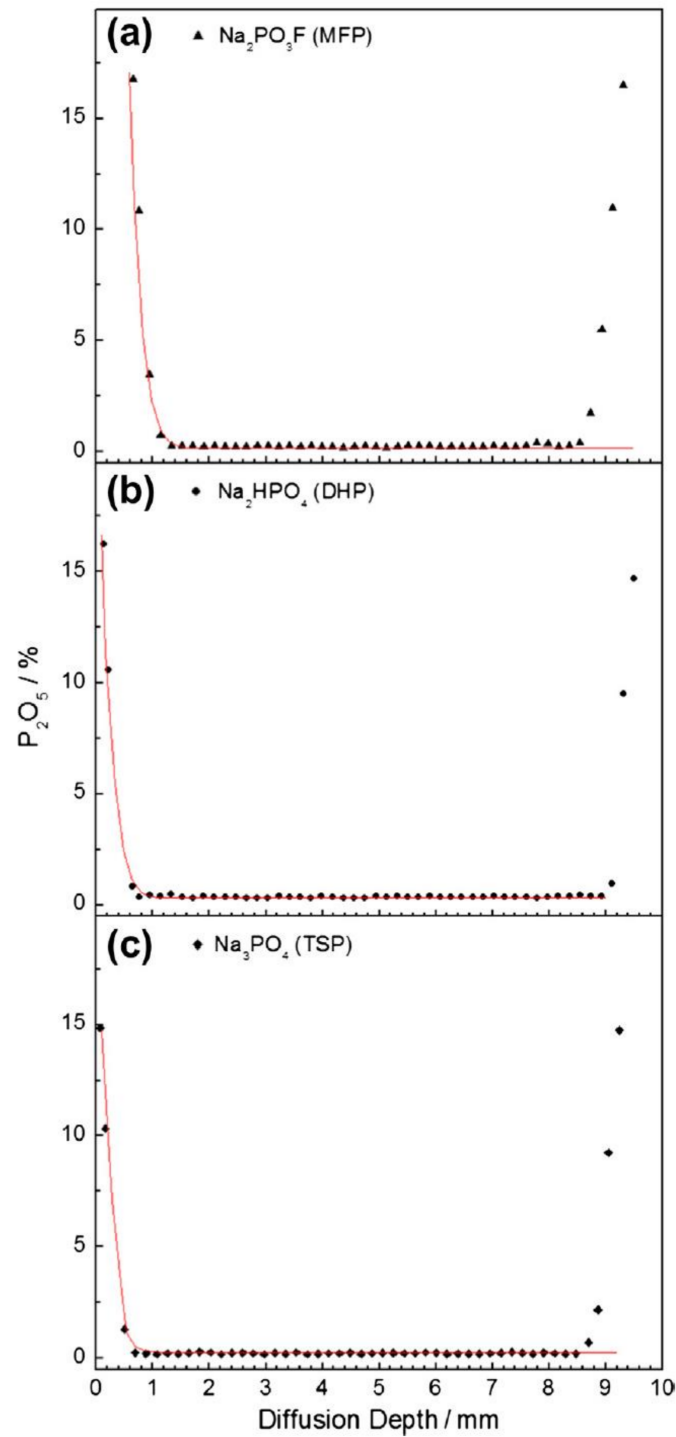 (a)
▲ Na₂PO₃F (MFP)
15
10
5
0
(b)
● Na₂HPO₄ (DHP)
15
10
5
0
P₂O₅ / %
(c)
◆ Na₃PO₄ (TSP)
15
10
5
0
0 1 2 3 4 5 6 7 8 9 10
Diffusion Depth / mm